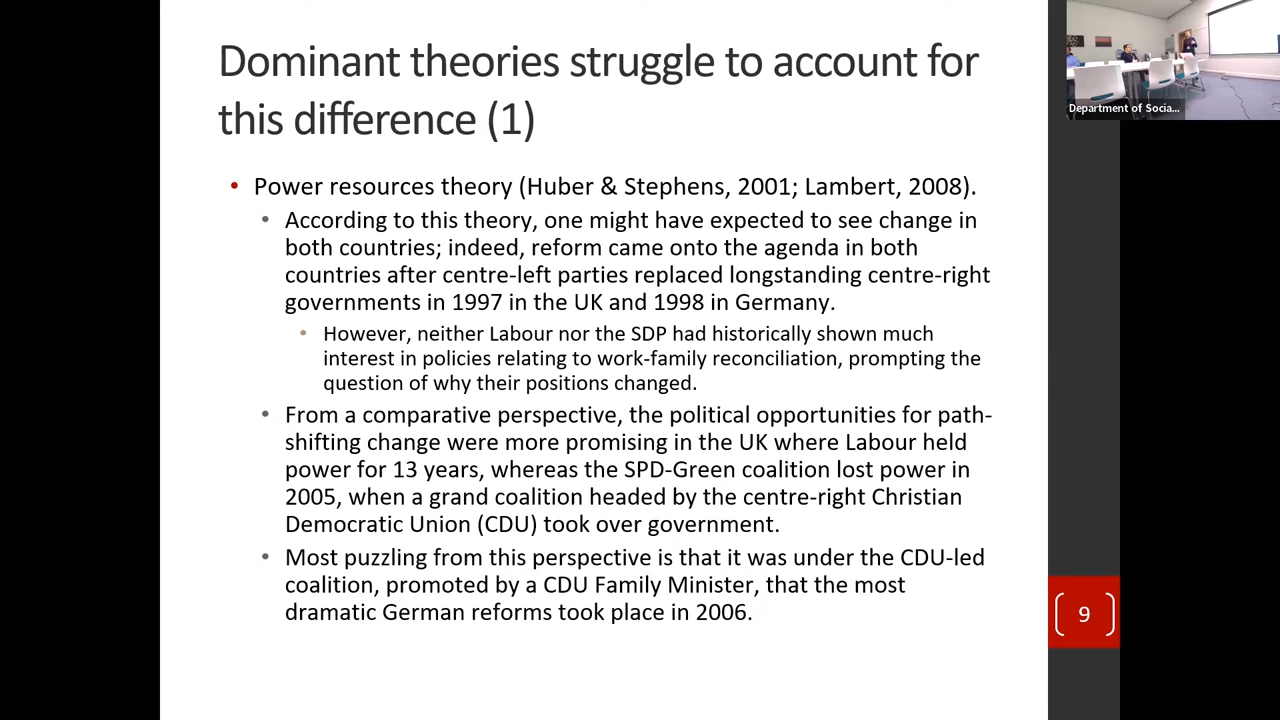 Dominant theories struggle to account for
this difference (1)
• Power resources theory (Huber & Stephens, 2001; Lambert, 2008).
• According to this theory, one might have expected to see change in
both countries; indeed, reform came onto the agenda in both
countries after centre-left parties replaced longstanding centre-right
governments in 1997 in the UK and 1998 in Germany.
• However, neither Labour nor the SDP had historically shown much
interest in policies relating to work-family reconciliation, prompting the
question of why their positions changed.
• From a comparative perspective, the political opportunities for path-
shifting change were more promising in the UK where Labour held
power for 13 years, whereas the SPD-Green coalition lost power in
2005, when a grand coalition headed by the centre-right Christian
Democratic Union (CDU) took over government.
• Most puzzling from this perspective is that it was under the CDU-led
coalition, promoted by a CDU Family Minister, that the most
dramatic German reforms took place in 2006.
9
Department of Socia...